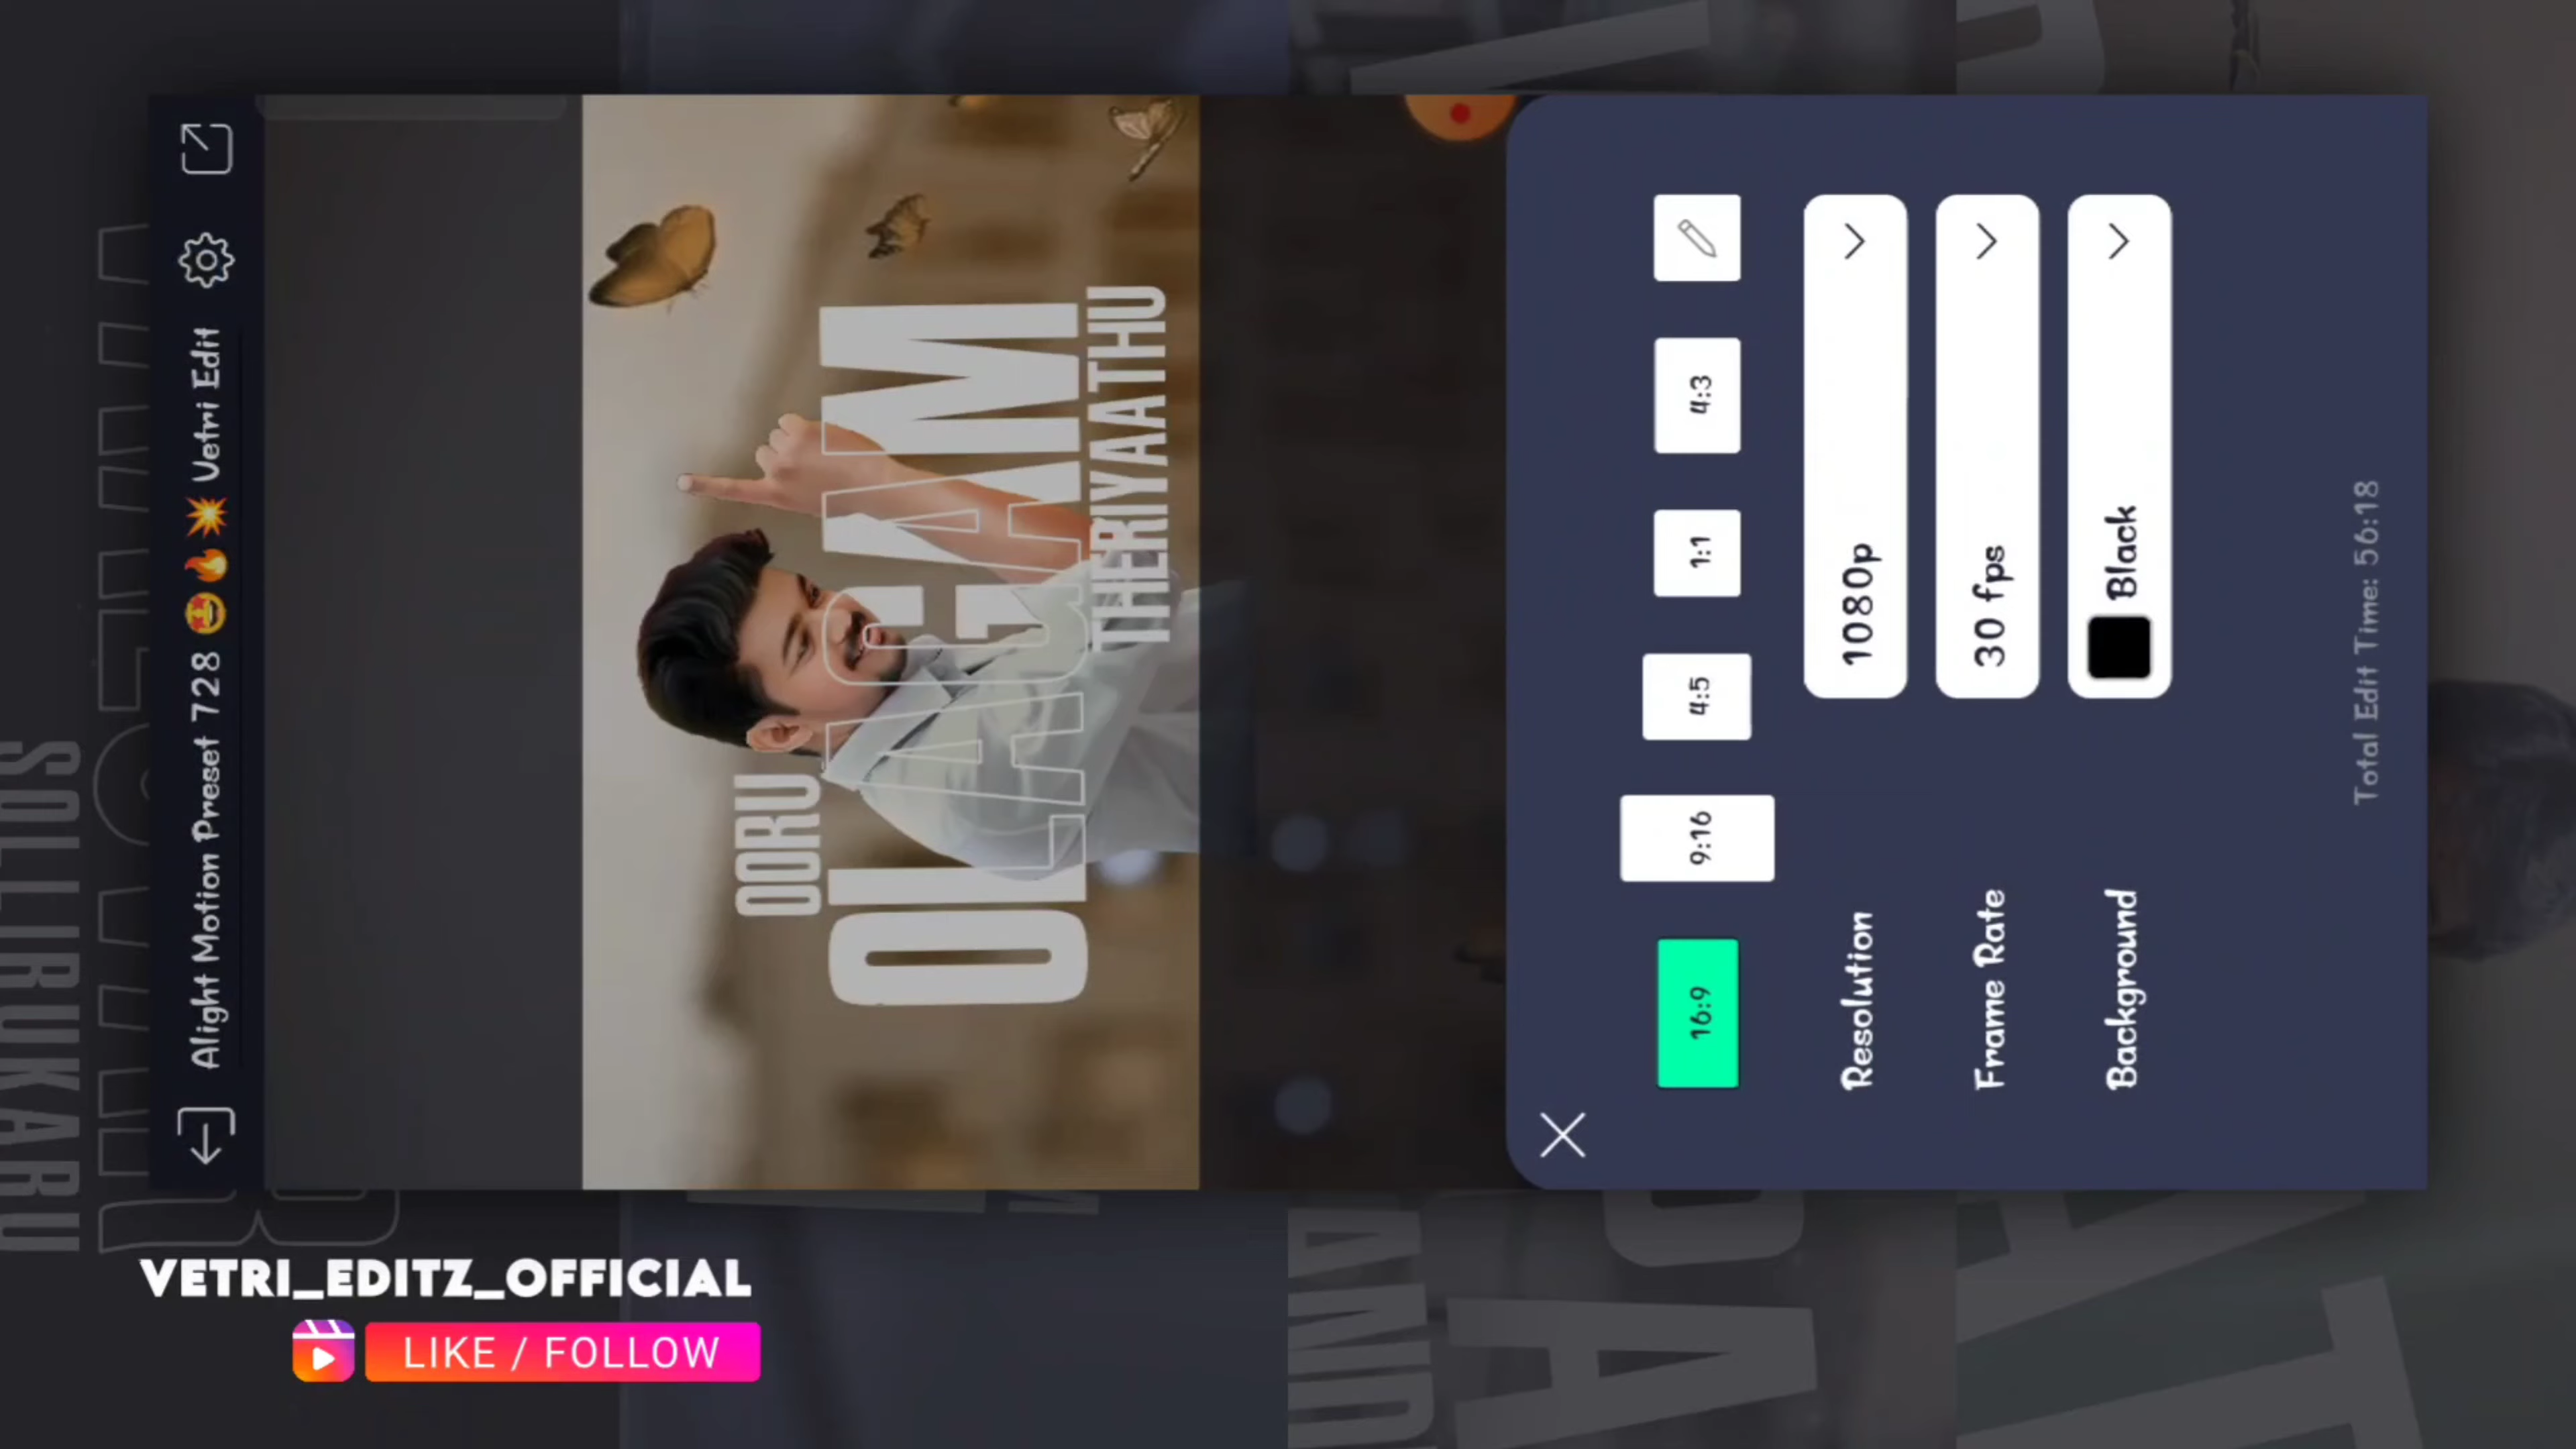 Alight Motion Preset 728 🤩🔥💥 Vetri Edit
OORU
OLAGAM
THERIYAATHU
16:9
9:16
4:5
1:1
4:3
Resolution
1080p
Frame Rate
30 fps
Background
Black
Total Edit Time: 56:18
SOLLIRUKARU
VETRI_EDITZ_OFFICIAL
LIKE / FOLLOW